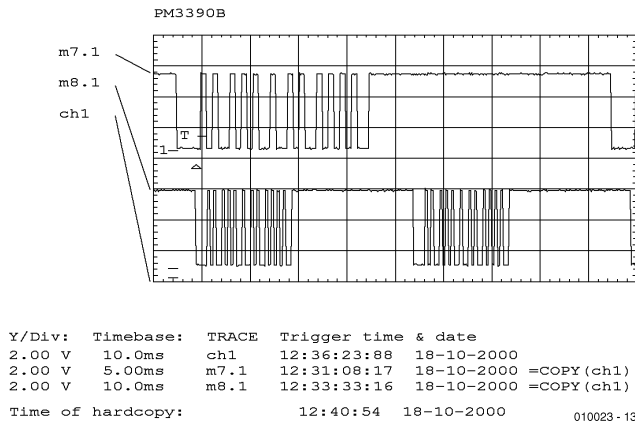 PM3390B
m7.1
m8.1
ch1
T
1
Y/Div: Timebase: TRACE Trigger time & date
2.00 V 10.0ms ch1 12:36:23:88 18-10-2000
2.00 V 5.00ms m7.1 12:31:08:17 18-10-2000 =COPY(ch1)
2.00 V 10.0ms m8.1 12:33:33:16 18-10-2000 =COPY(ch1)
Time of hardcopy: 12:40:54 18-10-2000
010023 - 13